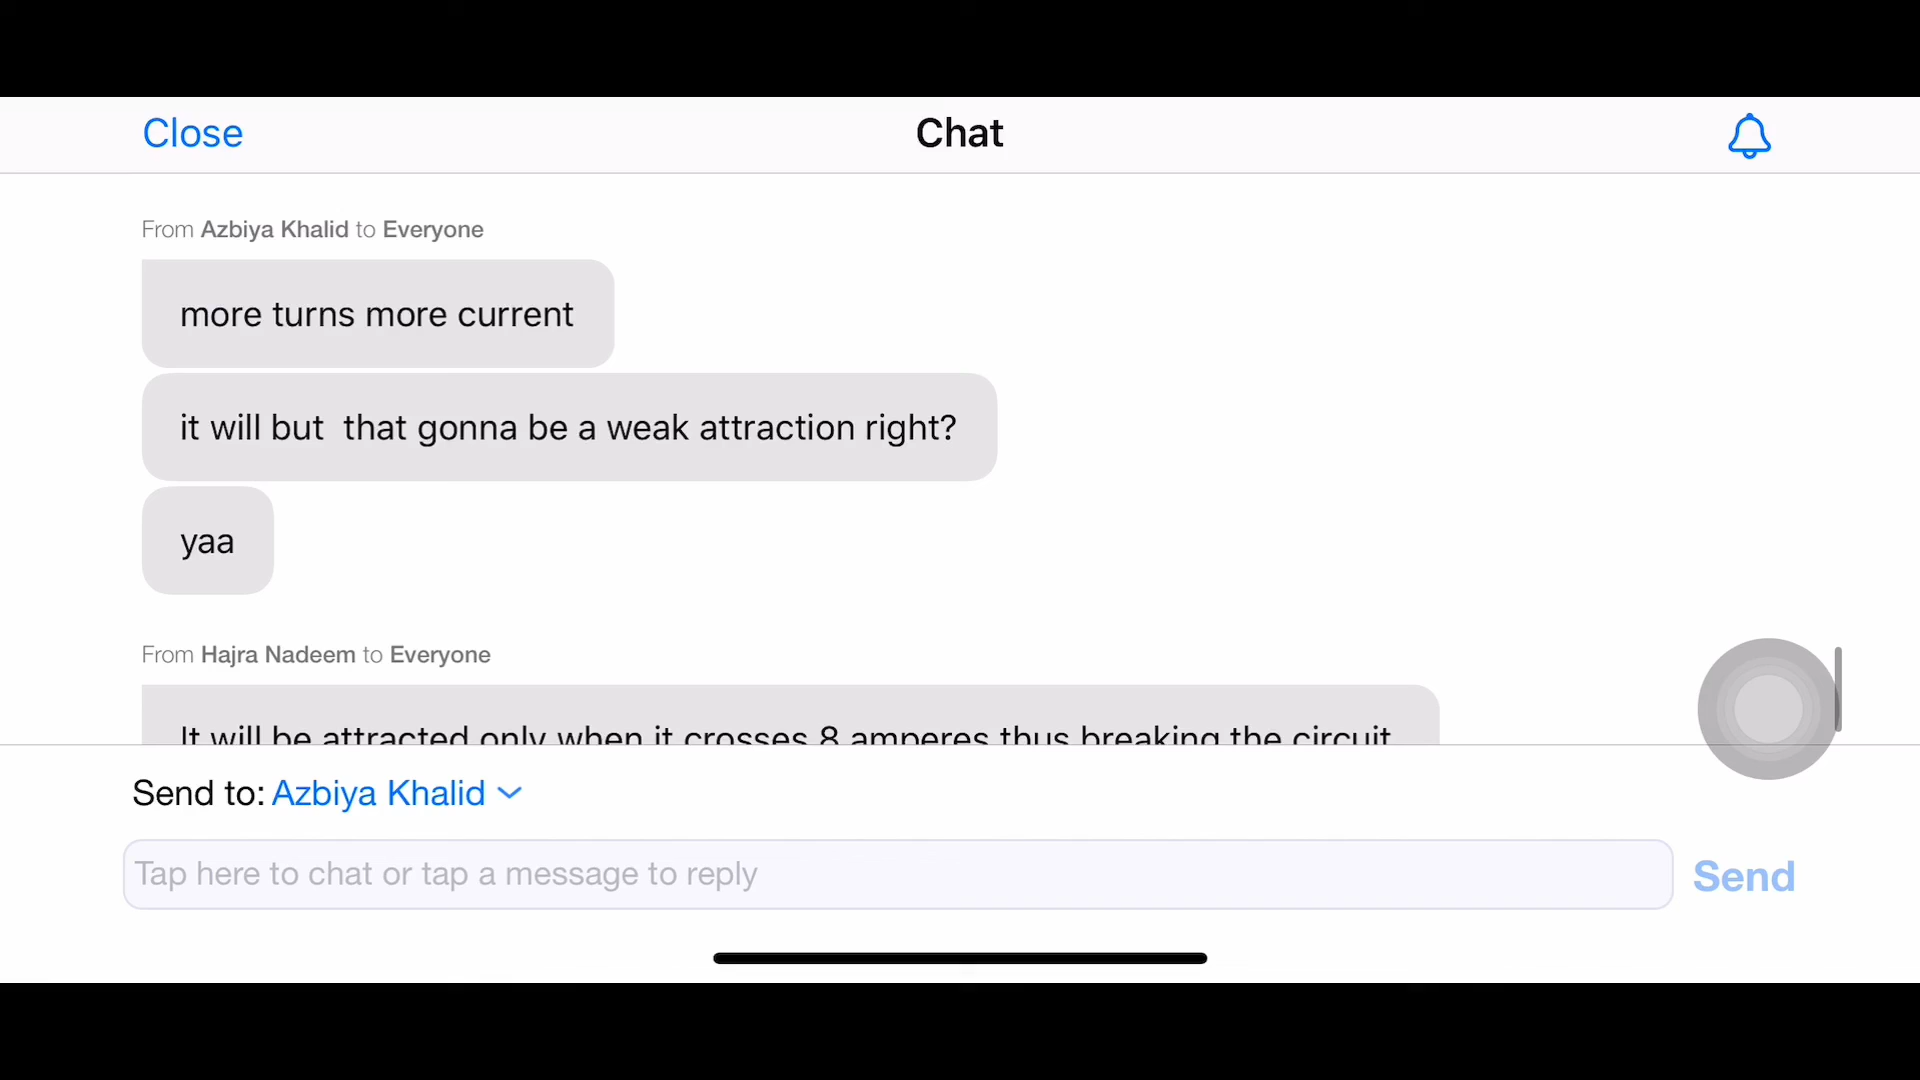 Close
Chat
From Azbiya Khalid to Everyone
more turns more current
it will but  that gonna be a weak attraction right?
yaa
From Hajra Nadeem to Everyone
It will be attracted only when it crosses 8 amperes thus breaking the circuit
Send to: Azbiya Khalid
Tap here to chat or tap a message to reply
Send